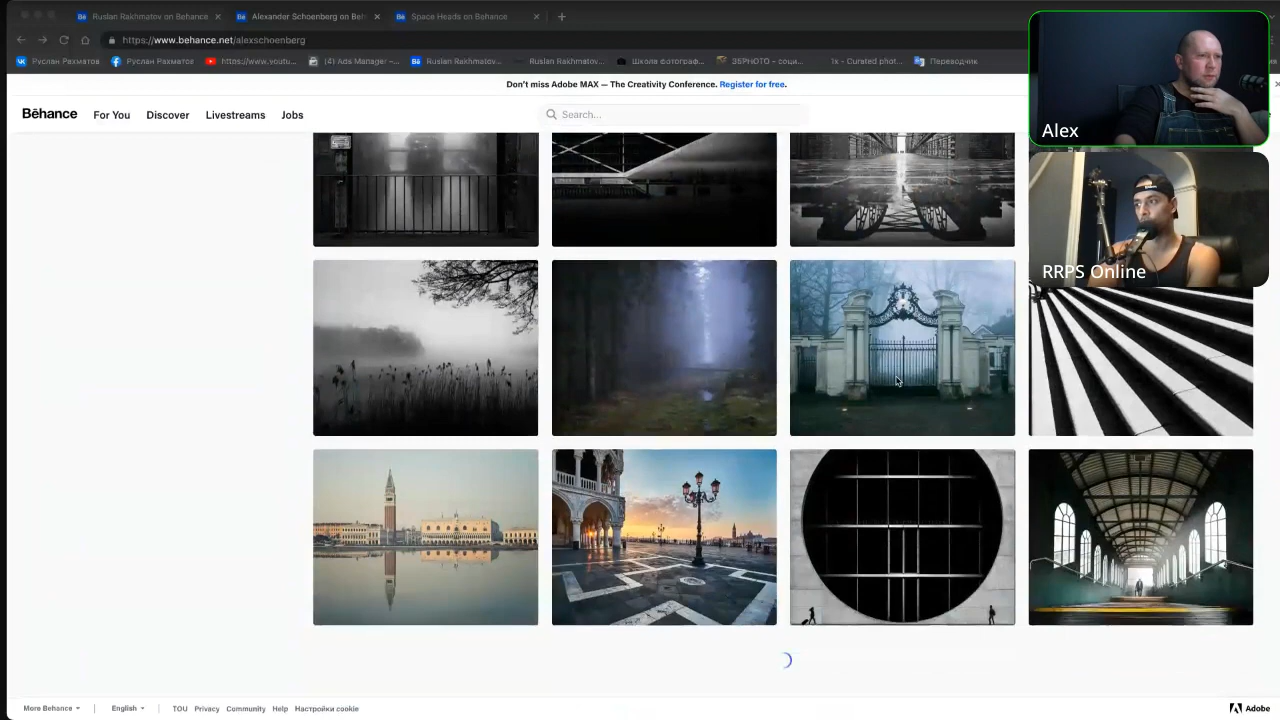 Ruslan Rakhmatov on Behance
Alexander Schoenberg on Beh
Space Heads on Behance
https://www.behance.net/alexschoenberg
Руслан Рахматов
Руслан Рахматов
https://www.youtu...
(4) Ads Manager –...
Ruslan Rakhmatov...
Ruslan Rakhmatov...
Школа фотограф...
35PHOTO – соци...
1x - Curated phot...
Переводчик
Don't miss Adobe MAX — The Creativity Conference. Register for free.
Bēhance
For You
Discover
Livestreams
Jobs
Search...
Alex
RRPS Online
More Behance
English
TOU
Privacy
Community
Help
Настройки cookie
Adobe